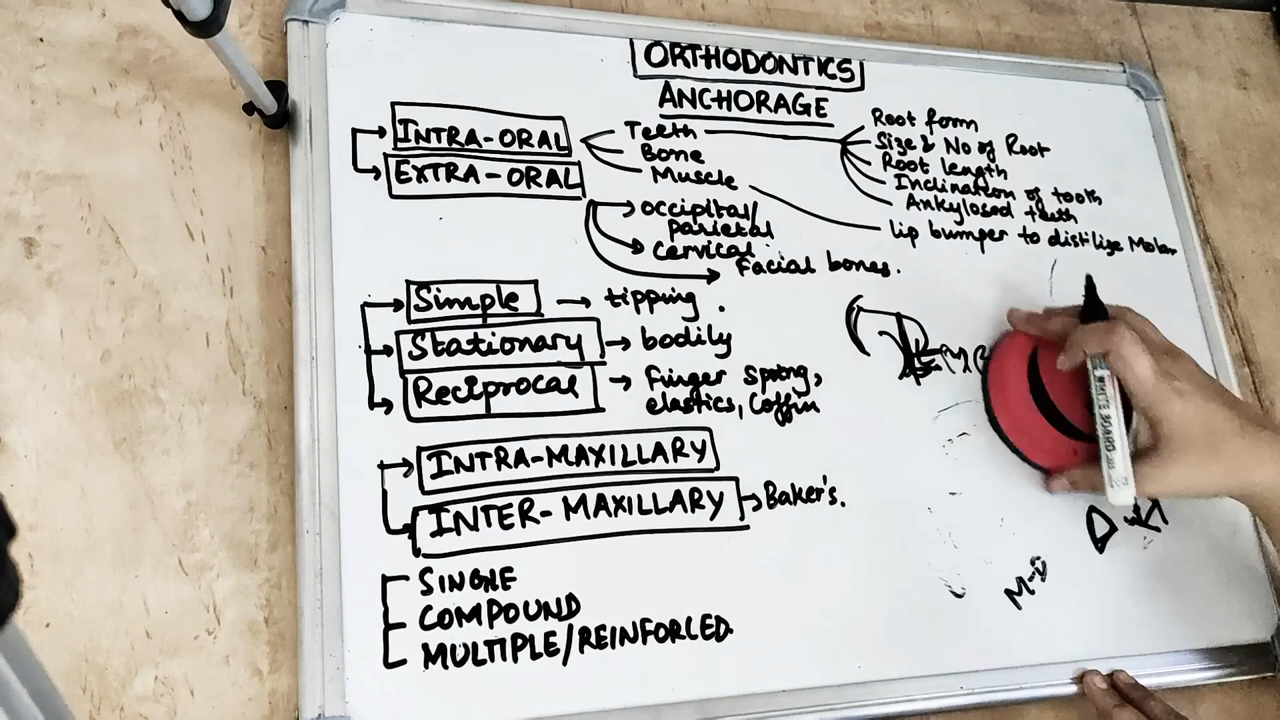 ORTHODONTICS
ANCHORAGE
INTRA-ORAL
EXTRA-ORAL
Teeth
Bone
Muscle
Root form
Size & No of Root
Root length
Inclination of tooth
Ankylosed teeth
lip bumper to distilize Molar
occipital/
parietal
cervical
Facial bones.
Simple → tipping.
Stationary → bodily
Reciprocal → Finger spring,
elastics, Coffin
INTRA-MAXILLARY
INTER-MAXILLARY → Baker's.
SINGLE
COMPOUND
MULTIPLE/REINFORCED.
M-D
WHITE BOARD